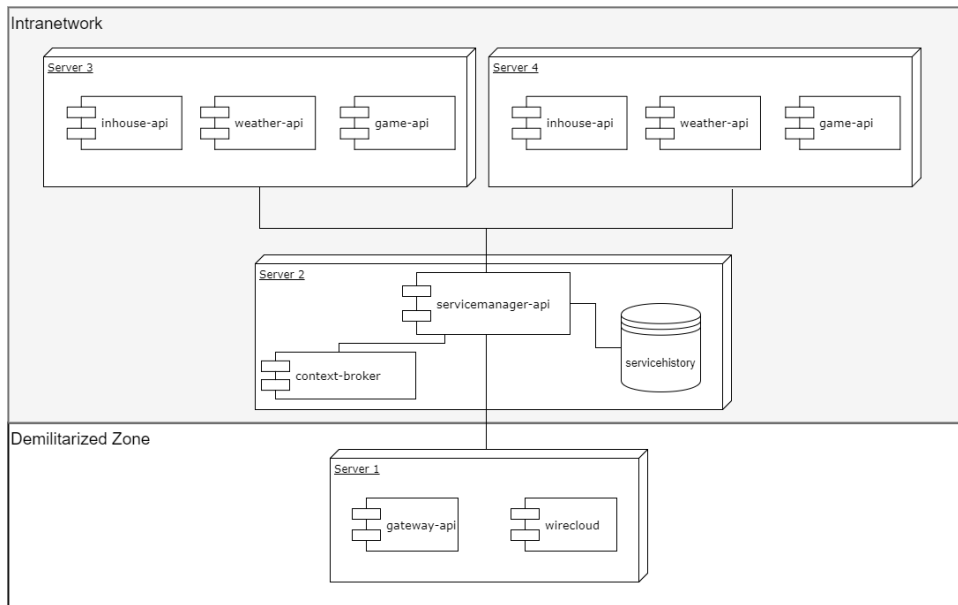 Intranetwork
Server 3
inhouse-api
weather-api
game-api
Server 4
inhouse-api
weather-api
game-api
Server 2
servicemanager-api
context-broker
servicehistory
Demilitarized Zone
Server 1
gateway-api
wirecloud